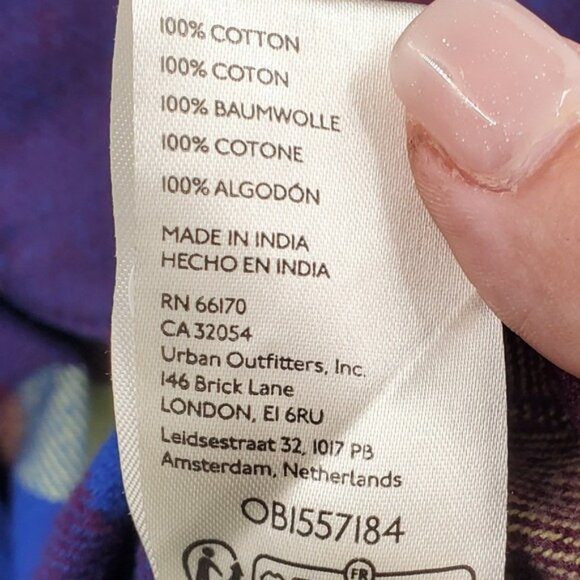 100% COTTON
100% COTON
100% BAUMWOLLE
100% COTONE
100% ALGODÓN
MADE IN INDIA
HECHO EN INDIA
RN 66170
CA 32054
Urban Outfitters, Inc.
146 Brick Lane
LONDON, E1 6RU
Leidsestraat 32, 1017 PB
Amsterdam, Netherlands
OB1557184
FR